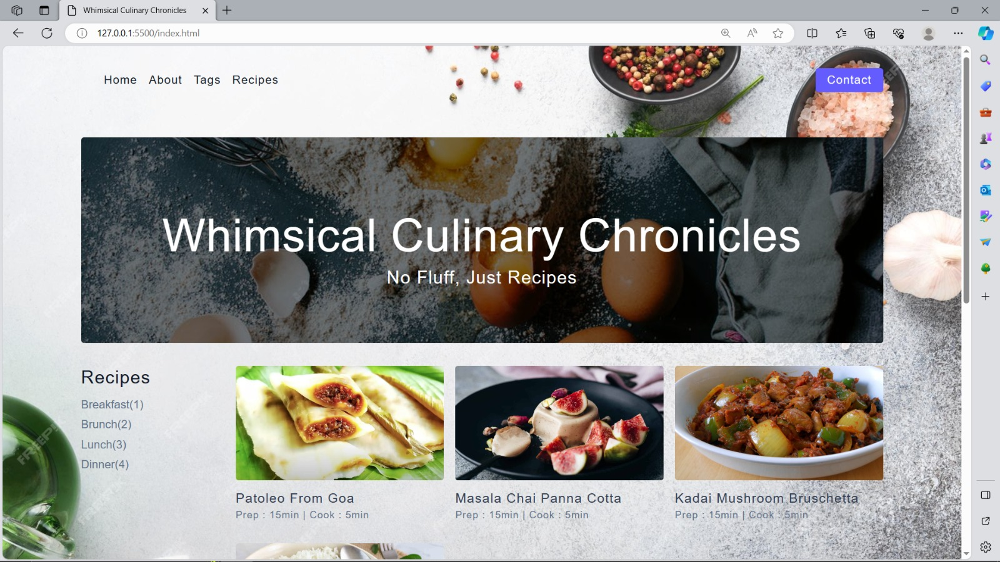 Whimsical Culinary Chronicles
127.0.0.1:5500/index.html
Home About Tags Recipes Contact
Whimsical Culinary Chronicles
No Fluff, Just Recipes
Recipes
Breakfast(1)
Brunch(2)
Lunch(3)
Dinner(4)
Patoleo From Goa
Prep : 15min | Cook : 5min
Masala Chai Panna Cotta
Prep : 15min | Cook : 5min
Kadai Mushroom Bruschetta
Prep : 15min | Cook : 5min